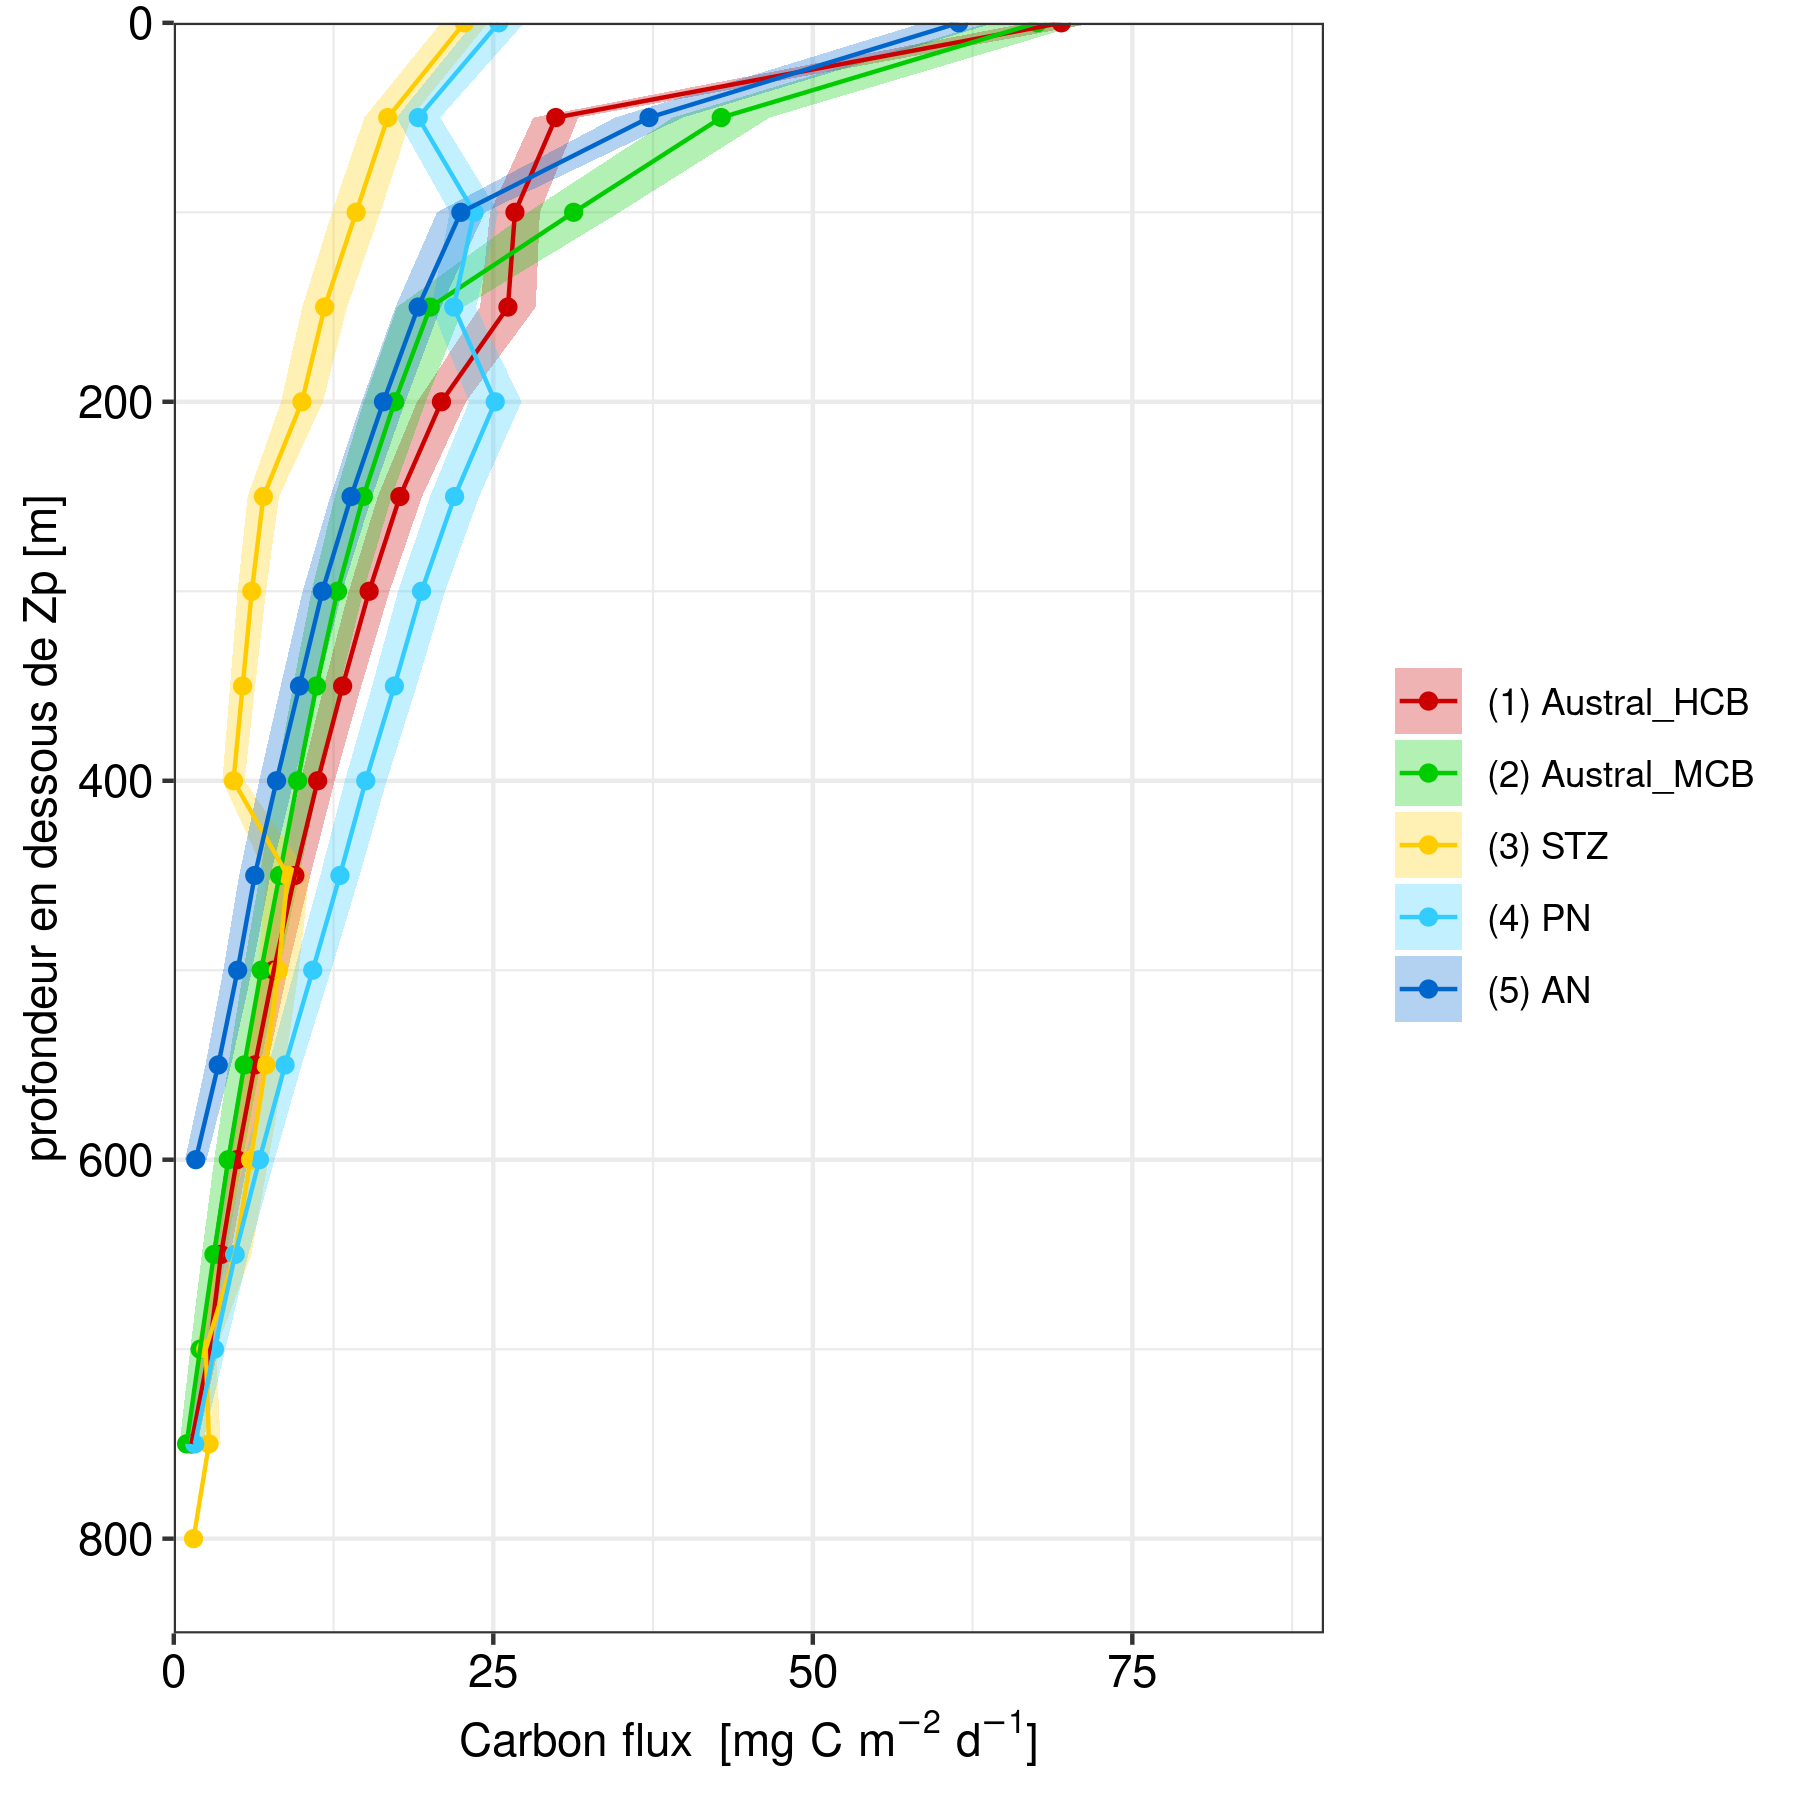 0
200
400
600
800
profondeur en dessous de Zp [m]
0 25 50 75
Carbon flux [mg C m⁻² d⁻¹]
(1) Austral_HCB
(2) Austral_MCB
(3) STZ
(4) PN
(5) AN